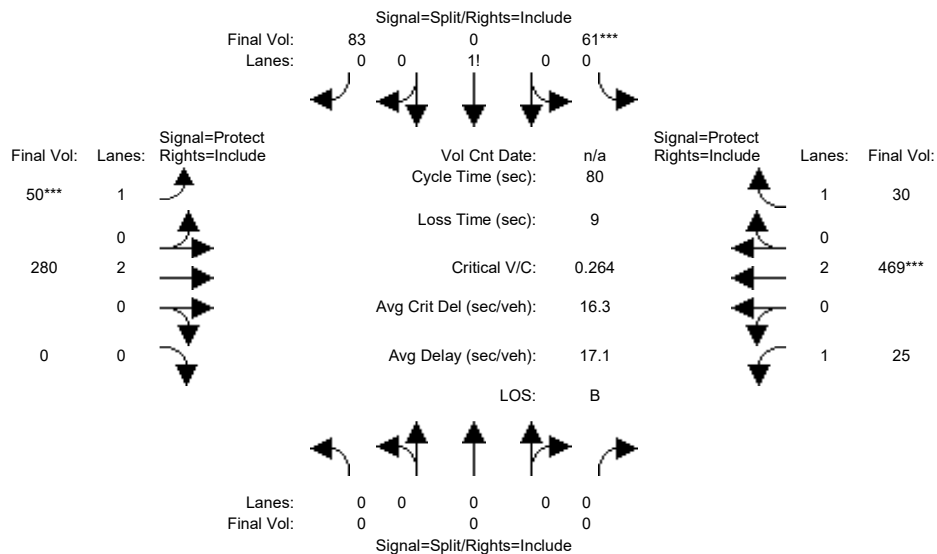 Signal=Split/Rights=Include
Final Vol: 83 0 61***
Lanes: 0 0 1! 0 0
Signal=Protect
Final Vol: Lanes: Rights=Include
Vol Cnt Date: n/a
Signal=Protect
Rights=Include Lanes: Final Vol:
Cycle Time (sec): 80
50*** 1
1 30
Loss Time (sec): 9
0
0
280 2
Critical V/C: 0.264
2 469***
0
Avg Crit Del (sec/veh): 16.3
0
0 0
Avg Delay (sec/veh): 17.1
1 25
LOS: B
Lanes: 0 0 0 0 0
Final Vol: 0 0 0
Signal=Split/Rights=Include